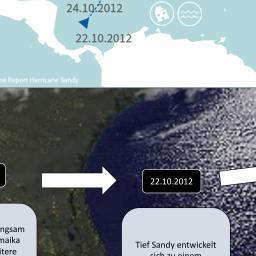 24.10.2012
22.10.2012
Report Hurricane Sandy
22.10.2012
ngsam
maika
itere
Tief Sandy entwickelt
sich zu einem